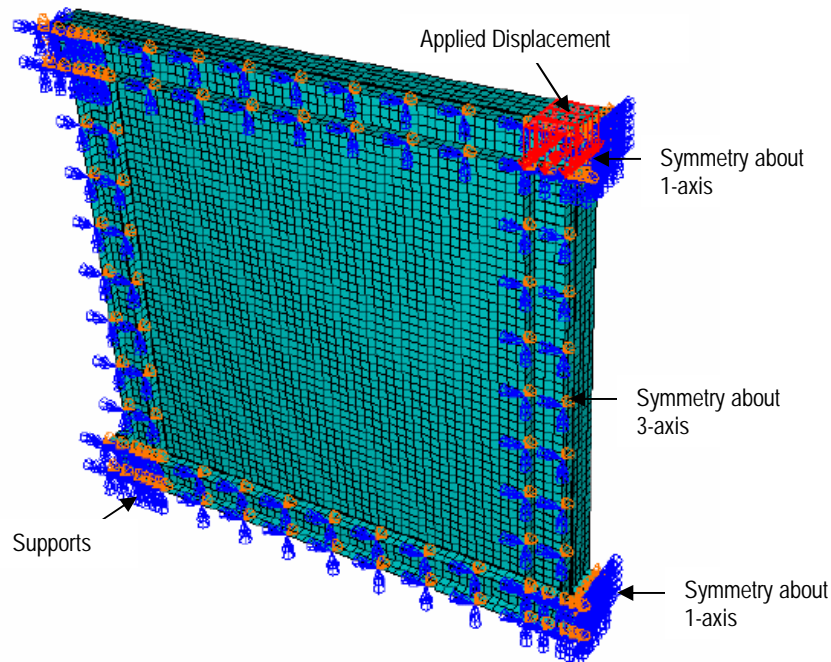 Applied Displacement
Symmetry about
1-axis
Symmetry about
3-axis
Supports
Symmetry about
1-axis